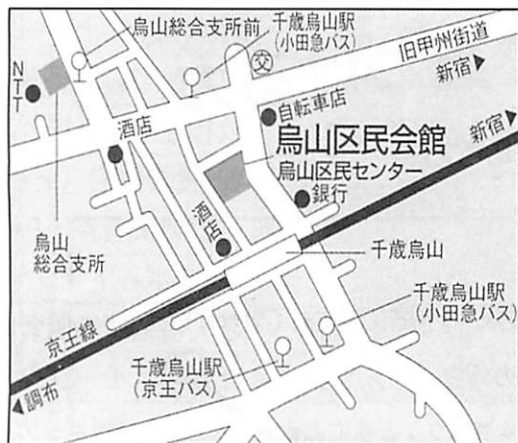 烏山総合支所前
千歳烏山駅
(小田急バス)
交
旧甲州街道
新宿▶
NTT
自転車店
酒店
烏山区民会館
烏山区民センター
新宿▶
銀行
烏山
総合支所
酒店
千歳烏山
千歳烏山駅
(小田急バス)
京王線
千歳烏山駅
(京王バス)
◀調布